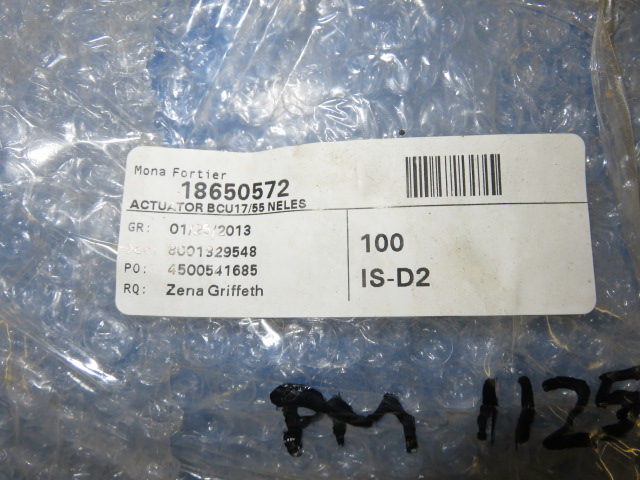 Mona Fortier
18650572
ACTUATOR BCU17/55 NELES
GR: 01/ /2013
8001329548
PO: 4500541685
RQ: Zena Griffeth
100
IS-D2
PM 1125